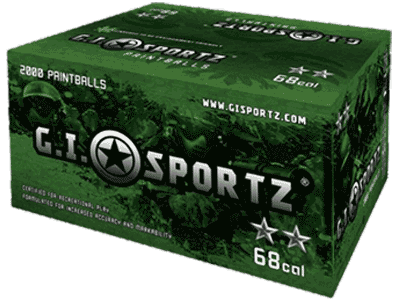 G.I. SPORTZ
PAINTBALLS
68cal
2000 PAINTBALLS
WWW.GISPORTZ.COM
G.I. SPORTZ®
CERTIFIED FOR RECREATIONAL PLAY
FORMULATED FOR INCREASED ACCURACY AND MARKABILITY
68cal